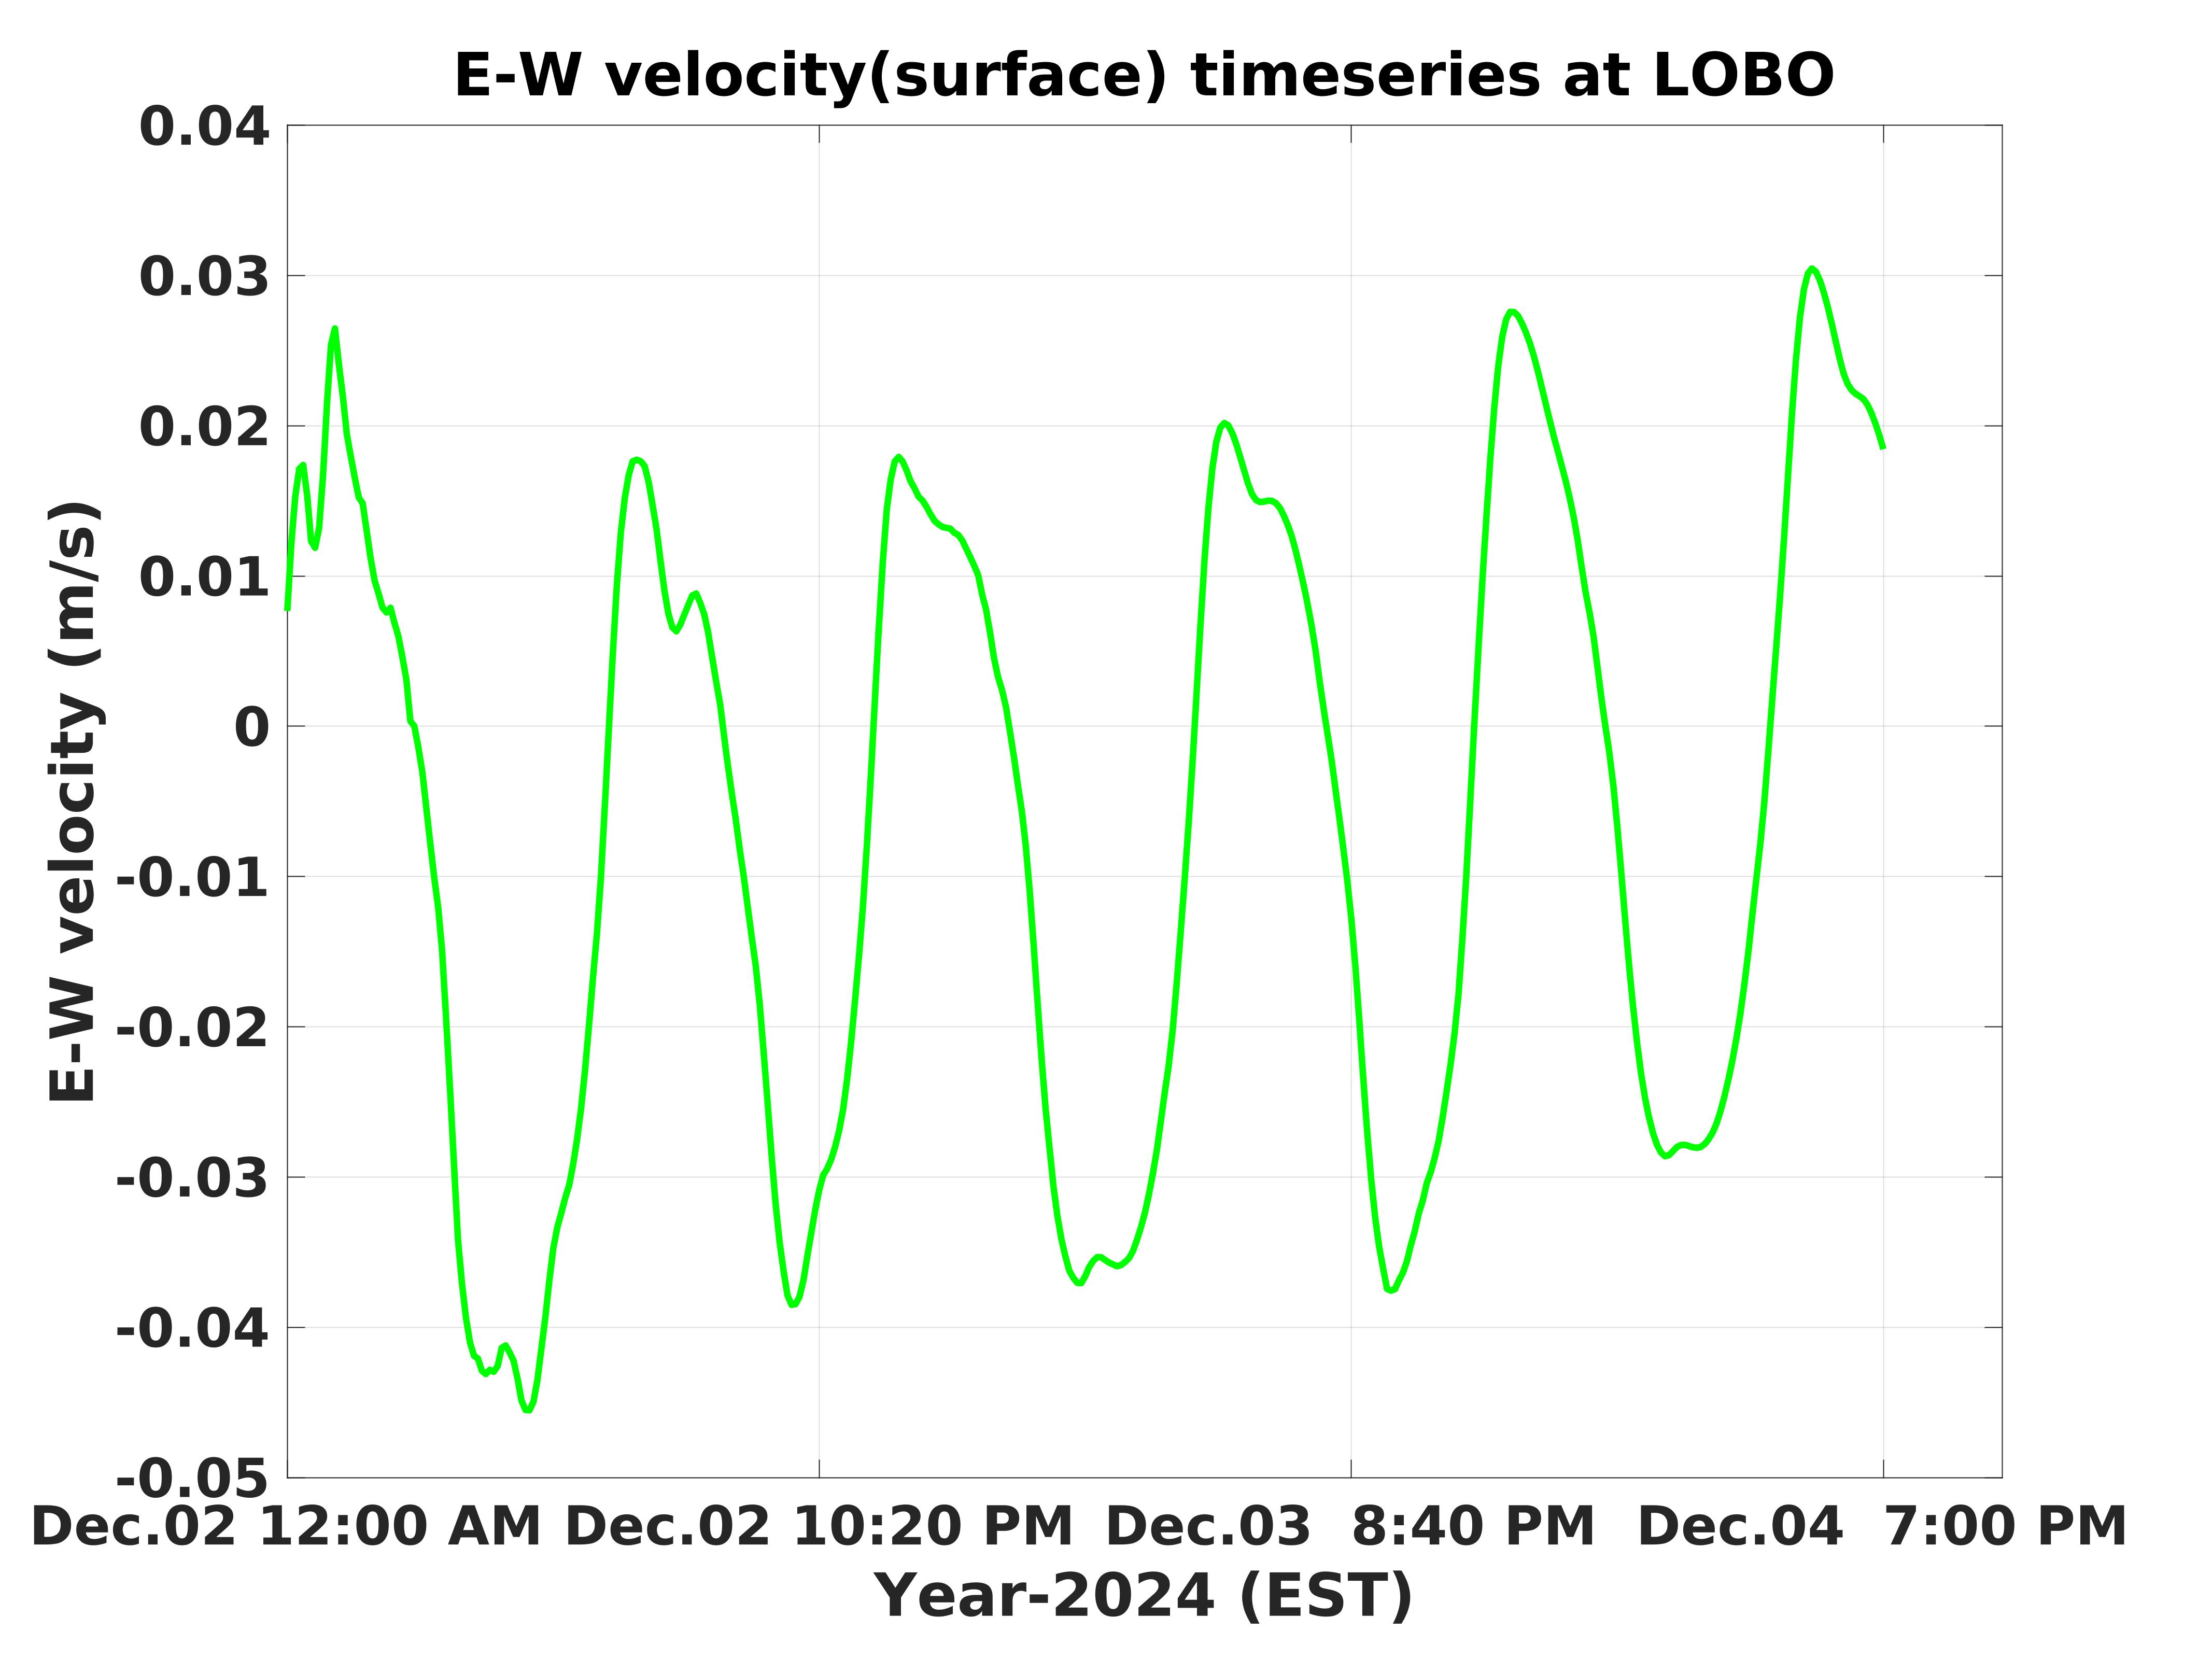 E-W velocity(surface) timeseries at LOBO
0.04
0.03
0.02
0.01
0
-0.01
-0.02
-0.03
-0.04
-0.05
E-W velocity (m/s)
Dec.02 12:00 AM Dec.02 10:20 PM Dec.03 8:40 PM Dec.04 7:00 PM
Year-2024 (EST)